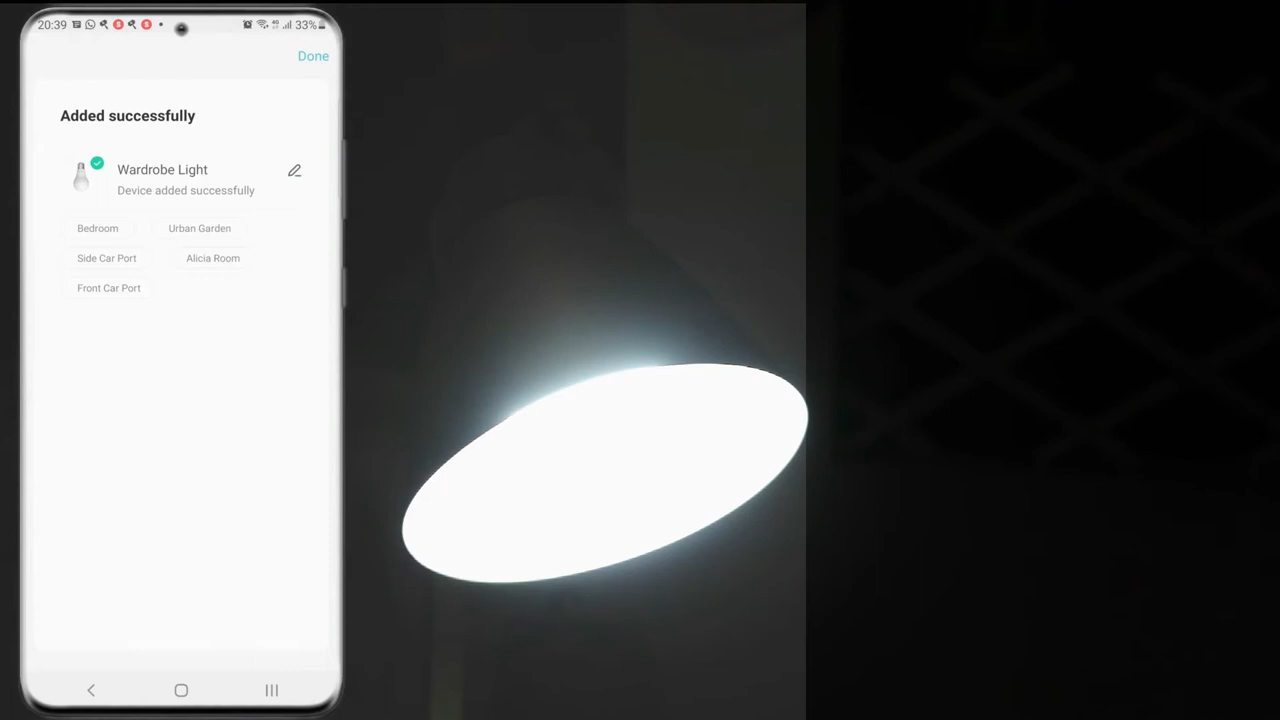 20:39 33%
Done
Added successfully
Wardrobe Light
Device added successfully
Bedroom Urban Garden
Side Car Port Alicia Room
Front Car Port